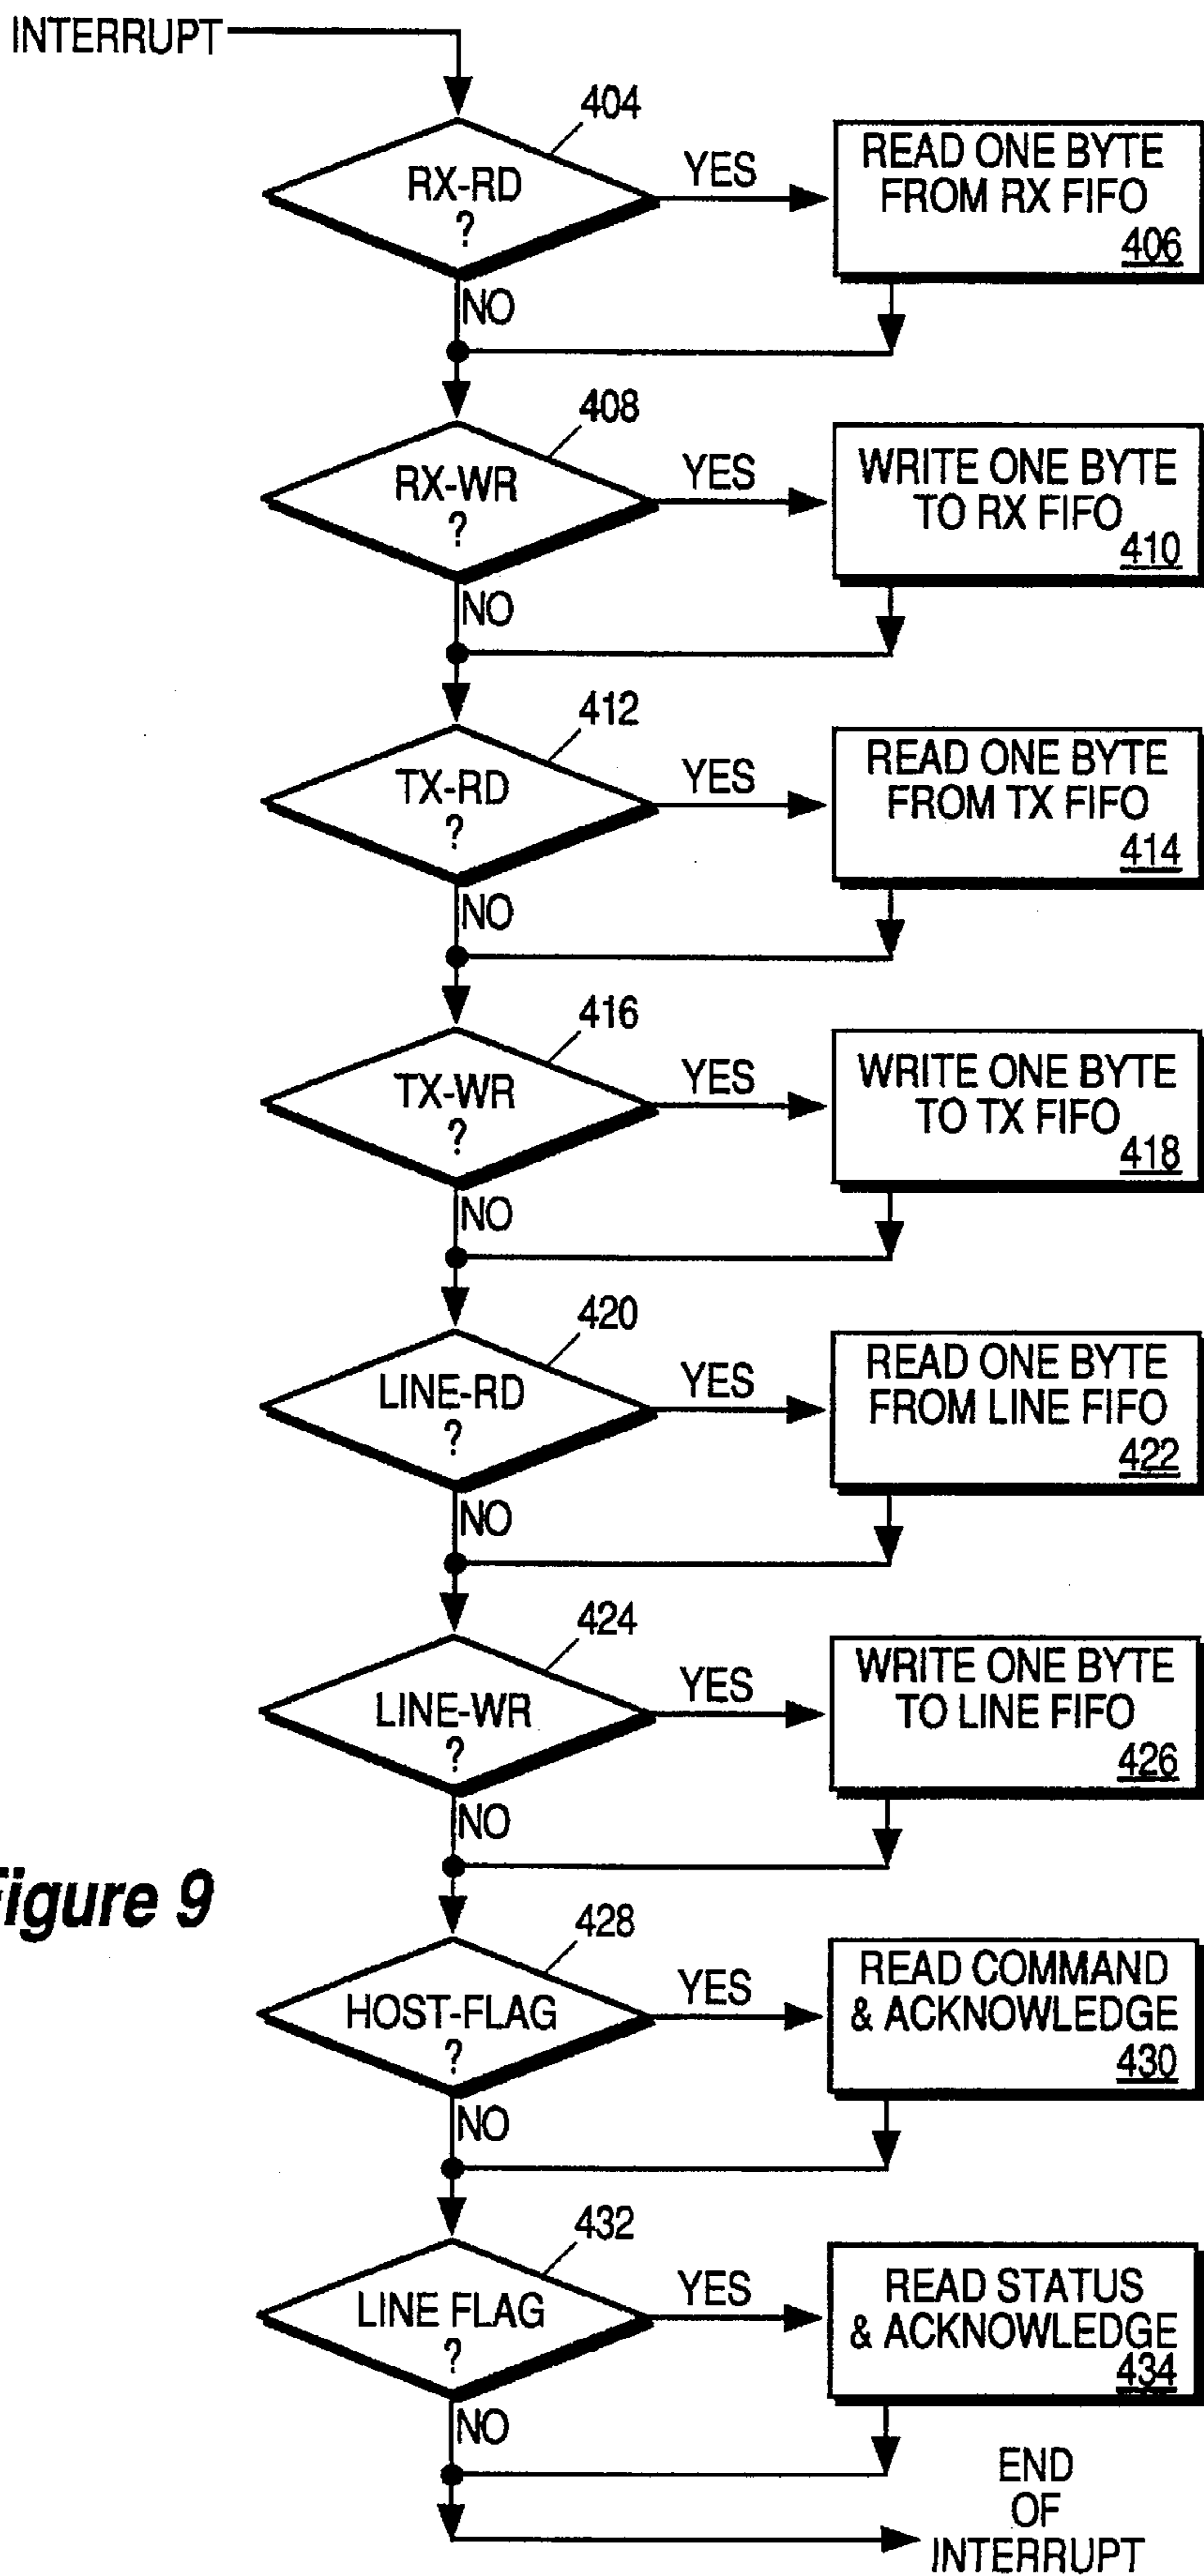 INTERRUPT
404
RX-RD
?
YES
READ ONE BYTE
FROM RX FIFO
406
NO
408
RX-WR
?
YES
WRITE ONE BYTE
TO RX FIFO
410
NO
412
TX-RD
?
YES
READ ONE BYTE
FROM TX FIFO
414
NO
416
TX-WR
?
YES
WRITE ONE BYTE
TO TX FIFO
418
NO
420
LINE-RD
?
YES
READ ONE BYTE
FROM LINE FIFO
422
NO
424
LINE-WR
?
YES
WRITE ONE BYTE
TO LINE FIFO
426
NO
Figure 9
428
HOST-FLAG
?
YES
READ COMMAND
& ACKNOWLEDGE
430
NO
432
LINE FLAG
?
YES
READ STATUS
& ACKNOWLEDGE
434
NO
END
OF
INTERRUPT